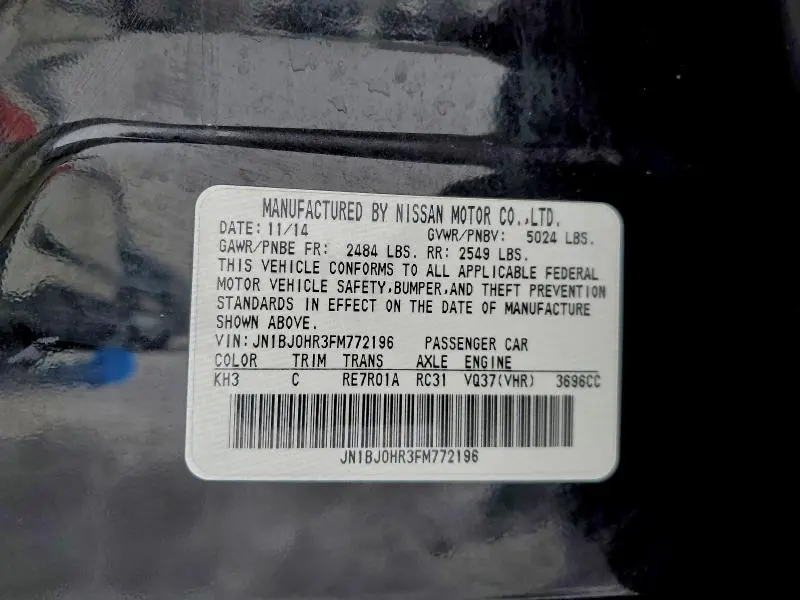 MANUFACTURED BY NISSAN MOTOR CO.,LTD.
DATE: 11/14 GVWR/PNBV: 5024 LBS.
GAWR/PNBE FR: 2484 LBS. RR: 2549 LBS.
THIS VEHICLE CONFORMS TO ALL APPLICABLE FEDERAL
MOTOR VEHICLE SAFETY,BUMPER,AND THEFT PREVENTION
STANDARDS IN EFFECT ON THE DATE OF MANUFACTURE
SHOWN ABOVE.
VIN:JN1BJ0HR3FM772196 PASSENGER CAR
COLOR TRIM TRANS AXLE ENGINE
KH3 C RE7R01A RC31 VQ37(VHR) 3696CC
JN1BJ0HR3FM772196